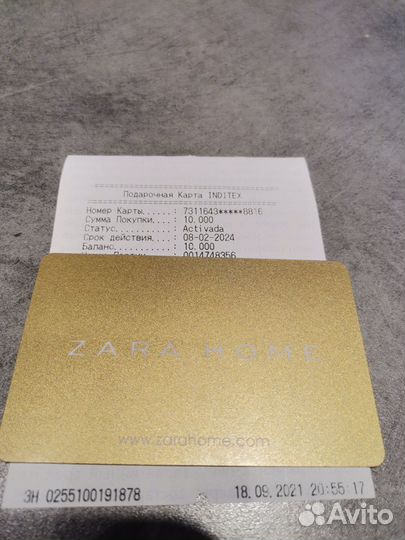 Подарочная Карта INDITEX
Номер Карты......: 7311643*****8816
Сумма Покупки....: 10.000
Статус...........: Activada
Срок действия....: 08-02-2024
Баланс...........: 10.000
: 0014748356
ZARA HOME
www.zarahome.com
ЗН 0255100191878 18.09.2021 20:55:17
Avito